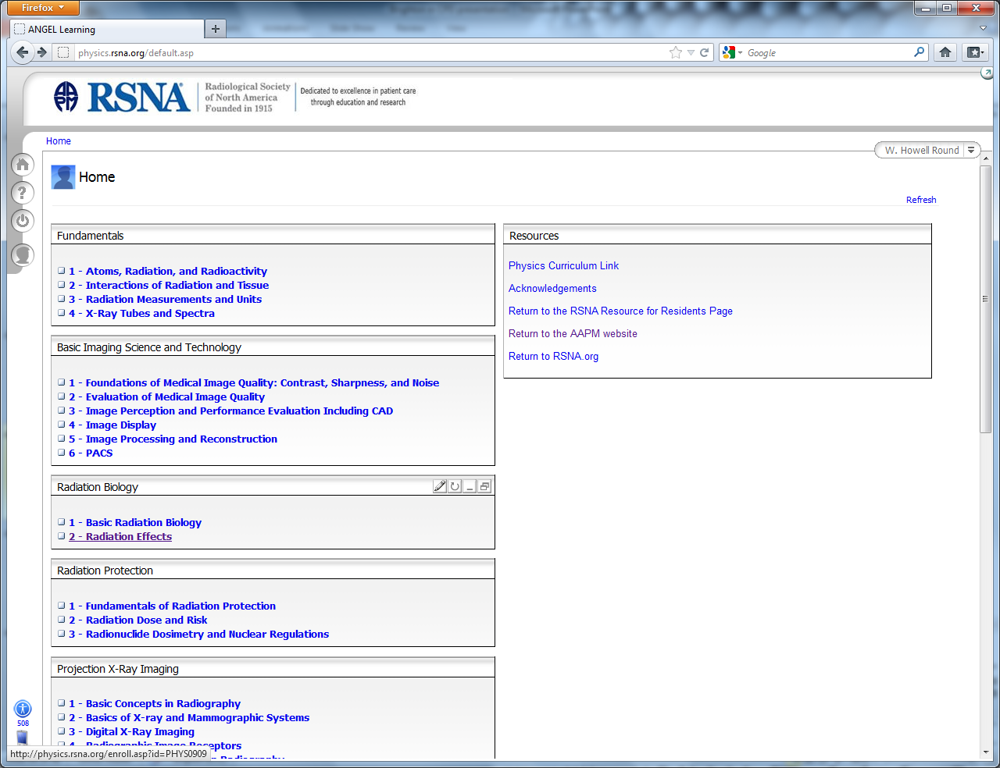 Firefox
ANGEL Learning
physics.rsna.org/default.asp
Google
RSNA
Radiological Society
of North America
Founded in 1915
Dedicated to excellence in patient care
through education and research
Home
W. Howell Round
Home
Refresh
Fundamentals
1 - Atoms, Radiation, and Radioactivity
2 - Interactions of Radiation and Tissue
3 - Radiation Measurements and Units
4 - X-Ray Tubes and Spectra
Basic Imaging Science and Technology
1 - Foundations of Medical Image Quality: Contrast, Sharpness, and Noise
2 - Evaluation of Medical Image Quality
3 - Image Perception and Performance Evaluation Including CAD
4 - Image Display
5 - Image Processing and Reconstruction
6 - PACS
Radiation Biology
1 - Basic Radiation Biology
2 - Radiation Effects
Radiation Protection
1 - Fundamentals of Radiation Protection
2 - Radiation Dose and Risk
3 - Radionuclide Dosimetry and Nuclear Regulations
Projection X-Ray Imaging
1 - Basic Concepts in Radiography
2 - Basics of X-ray and Mammographic Systems
3 - Digital X-Ray Imaging
4 - Radiographic Image Receptors
Resources
Physics Curriculum Link
Acknowledgements
Return to the RSNA Resource for Residents Page
Return to the AAPM website
Return to RSNA.org
508
http://physics.rsna.org/enroll.asp?id=PHYS0909